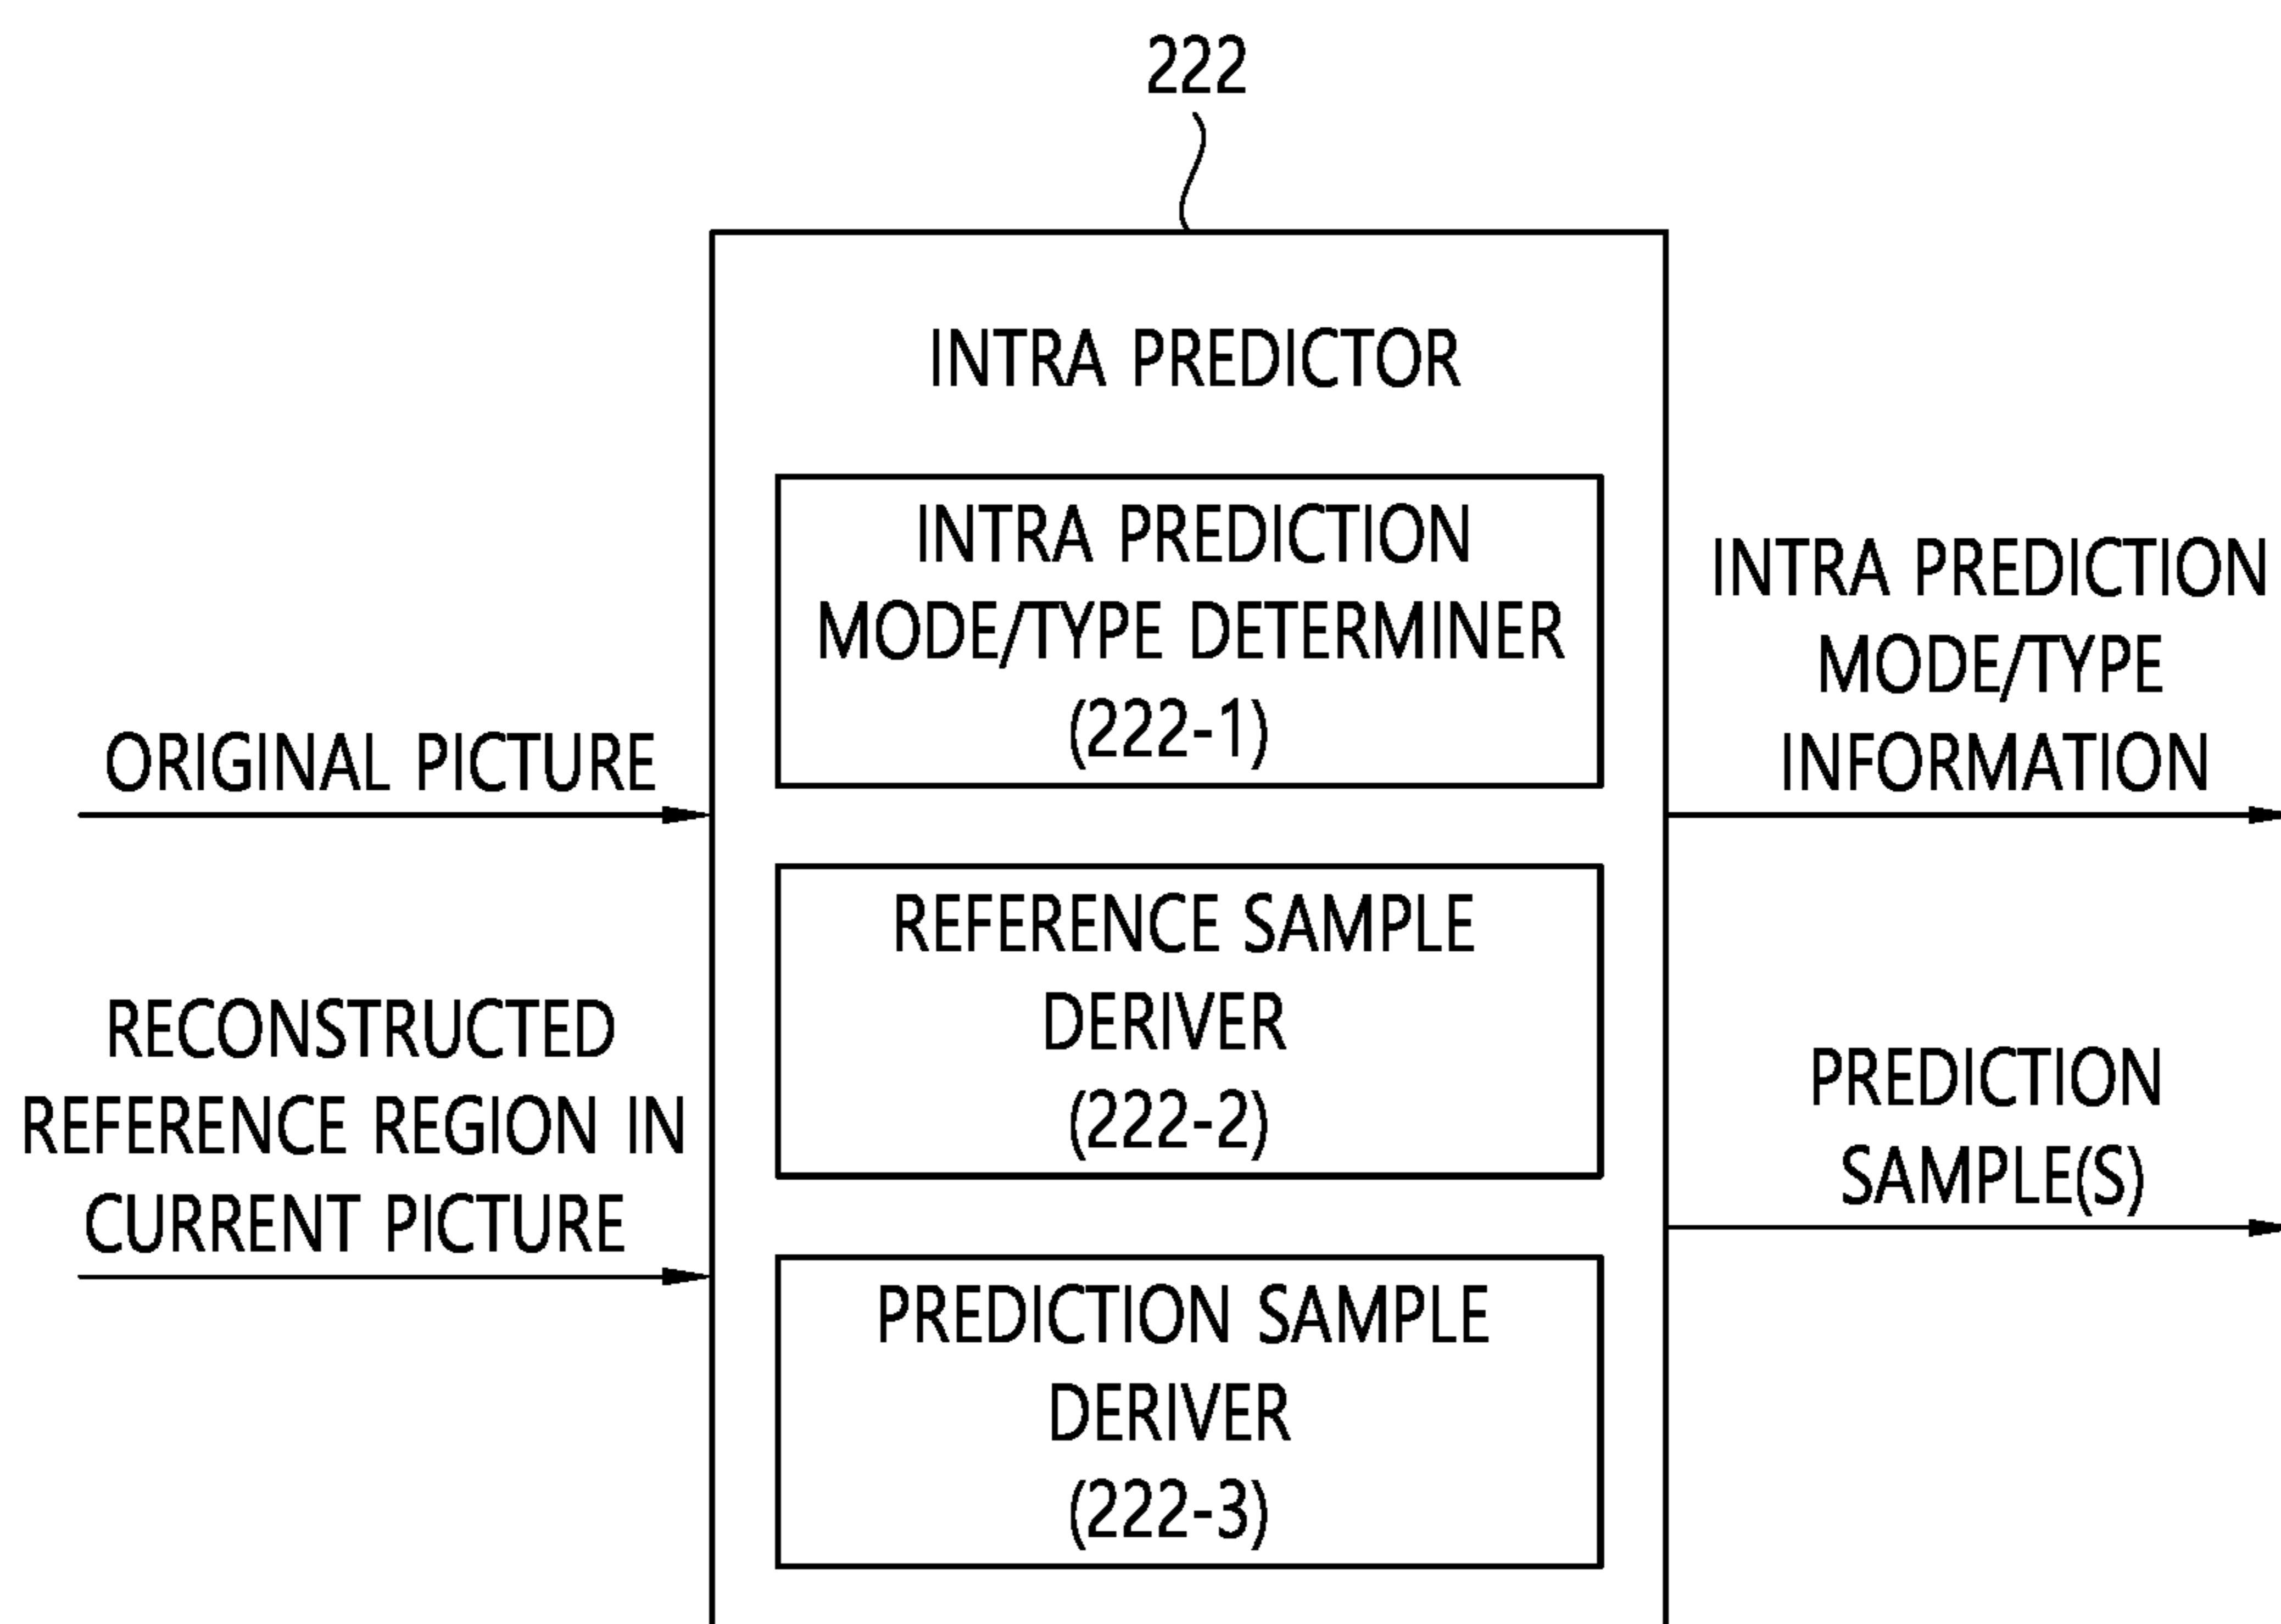 222
INTRA PREDICTOR
INTRA PREDICTION
MODE/TYPE DETERMINER
(222-1)
REFERENCE SAMPLE
DERIVER
(222-2)
PREDICTION SAMPLE
DERIVER
(222-3)
ORIGINAL PICTURE
RECONSTRUCTED
REFERENCE REGION IN
CURRENT PICTURE
INTRA PREDICTION
MODE/TYPE
INFORMATION
PREDICTION
SAMPLE(S)